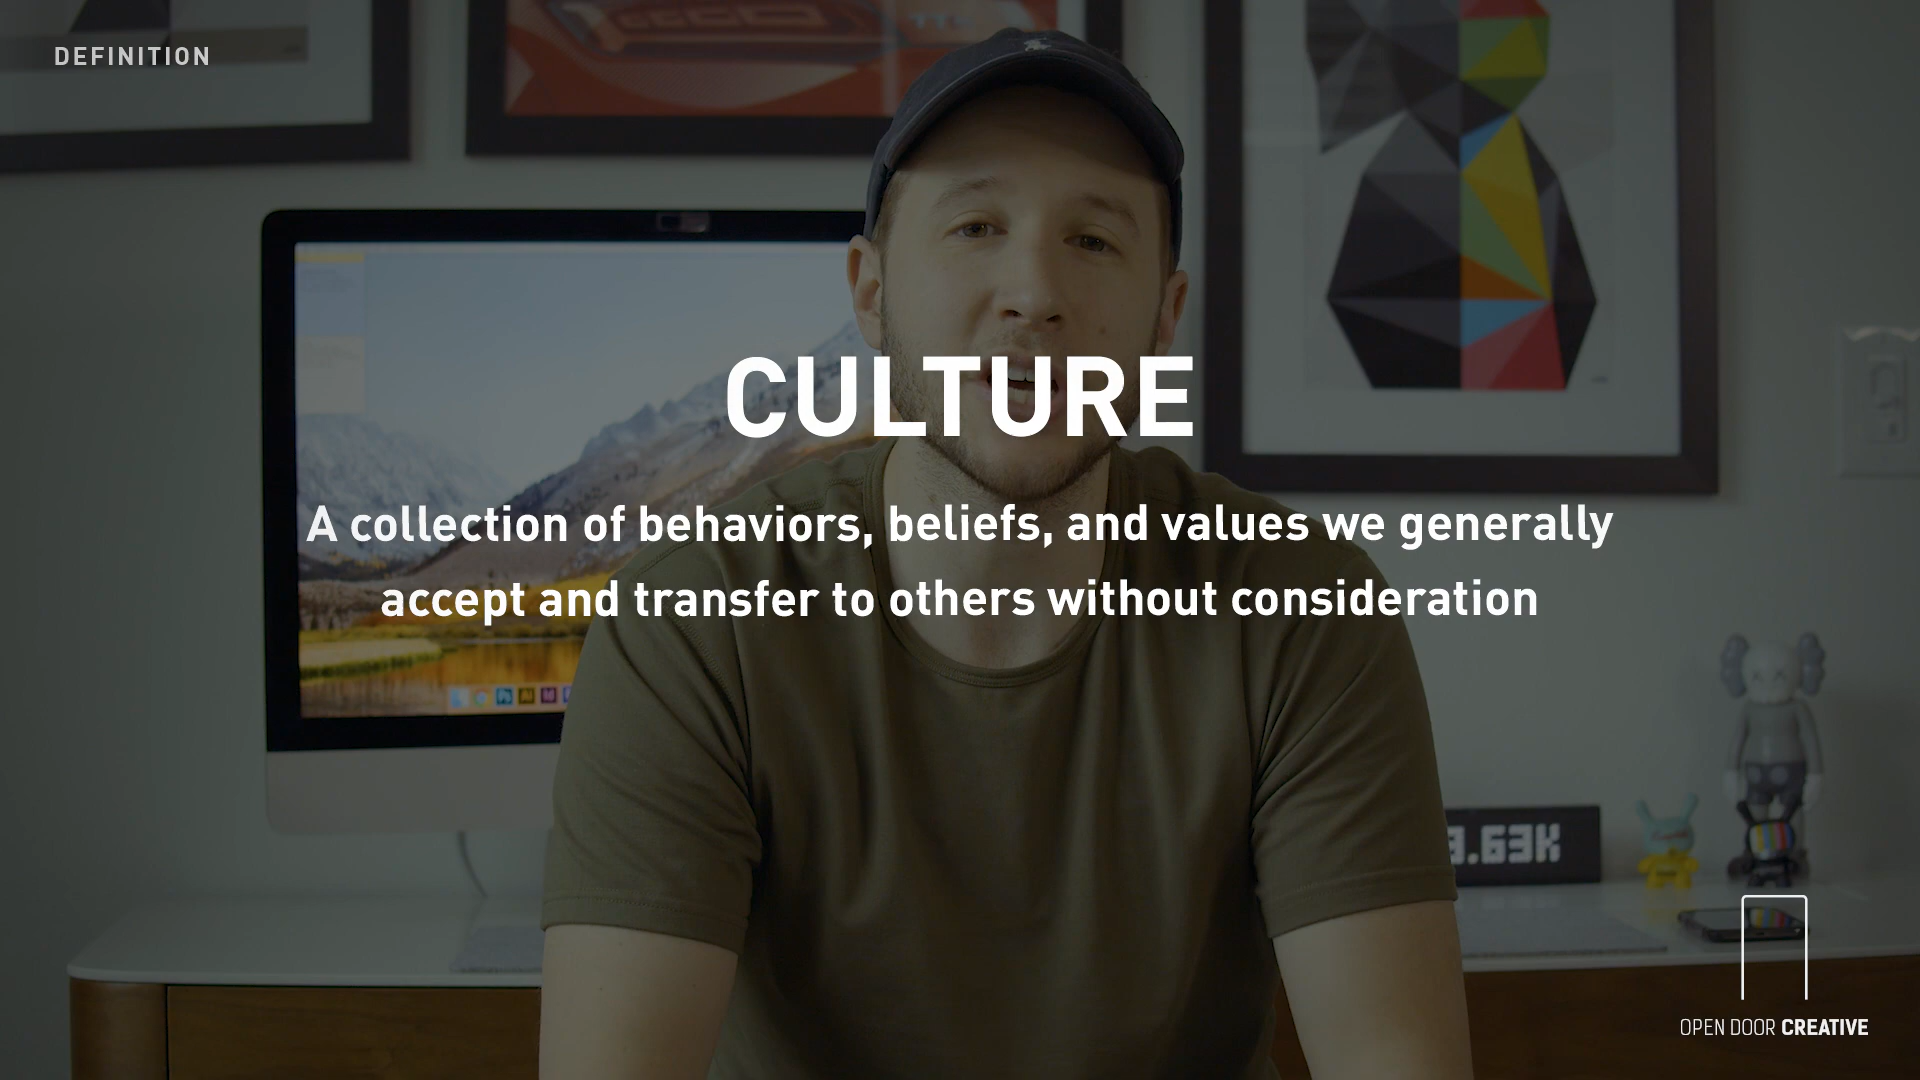 DEFINITION
CULTURE
A collection of behaviors, beliefs, and values we generally
accept and transfer to others without consideration
.63K
OPEN DOOR CREATIVE